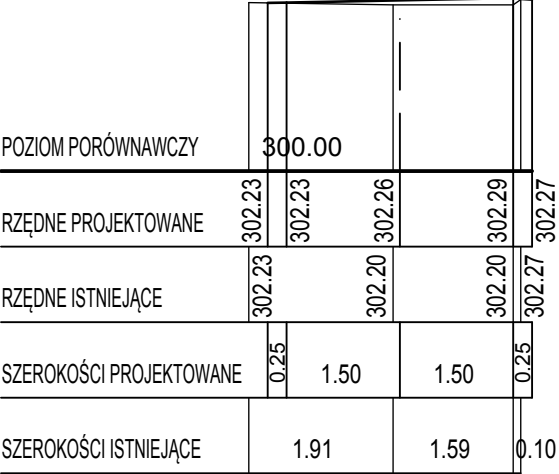 POZIOM PORÓWNAWCZY 300.00
RZĘDNE PROJEKTOWANE 302.23 302.23 302.26 302.29 302.27
RZĘDNE ISTNIEJĄCE 302.23 302.20 302.20 302.27
SZEROKOŚCI PROJEKTOWANE 0.25 1.50 1.50 0.25
SZEROKOŚCI ISTNIEJĄCE 1.91 1.59 0.10